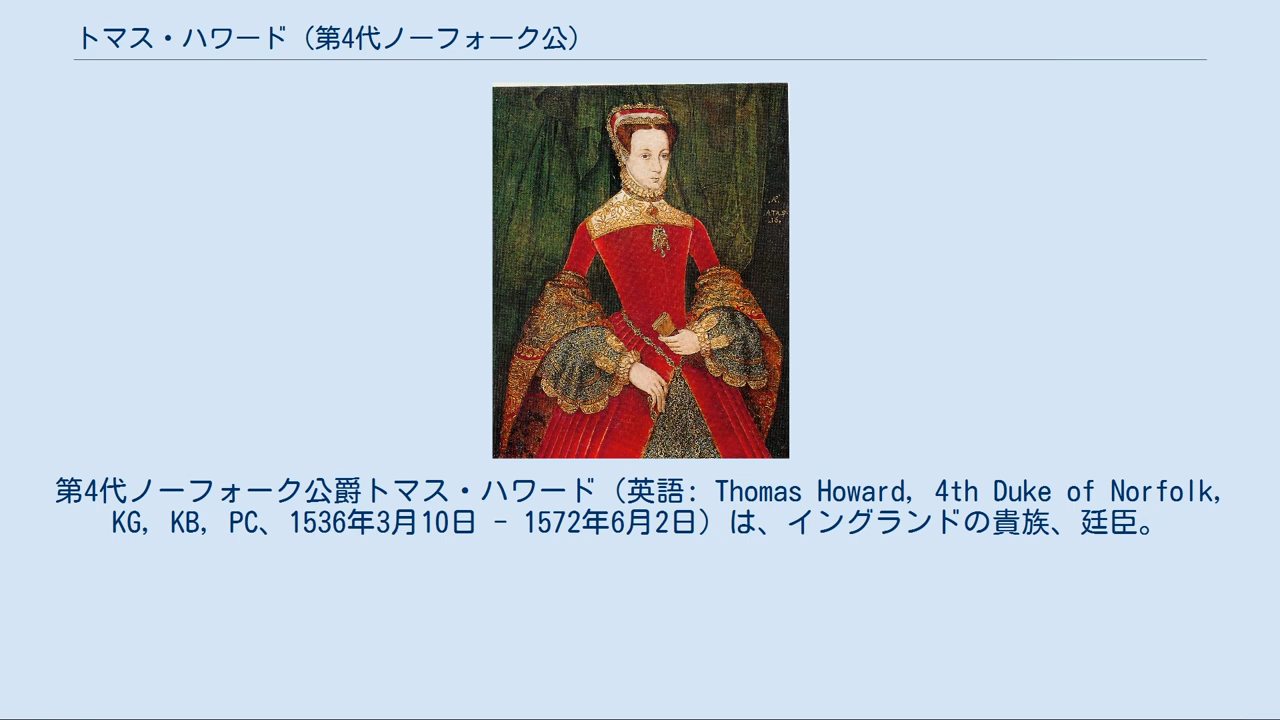 トマス・ハワード（第4代ノーフォーク公）
第4代ノーフォーク公爵トマス・ハワード（英語: Thomas Howard, 4th Duke of Norfolk,
KG, KB, PC、1536年3月10日 - 1572年6月2日）は、イングランドの貴族、廷臣。